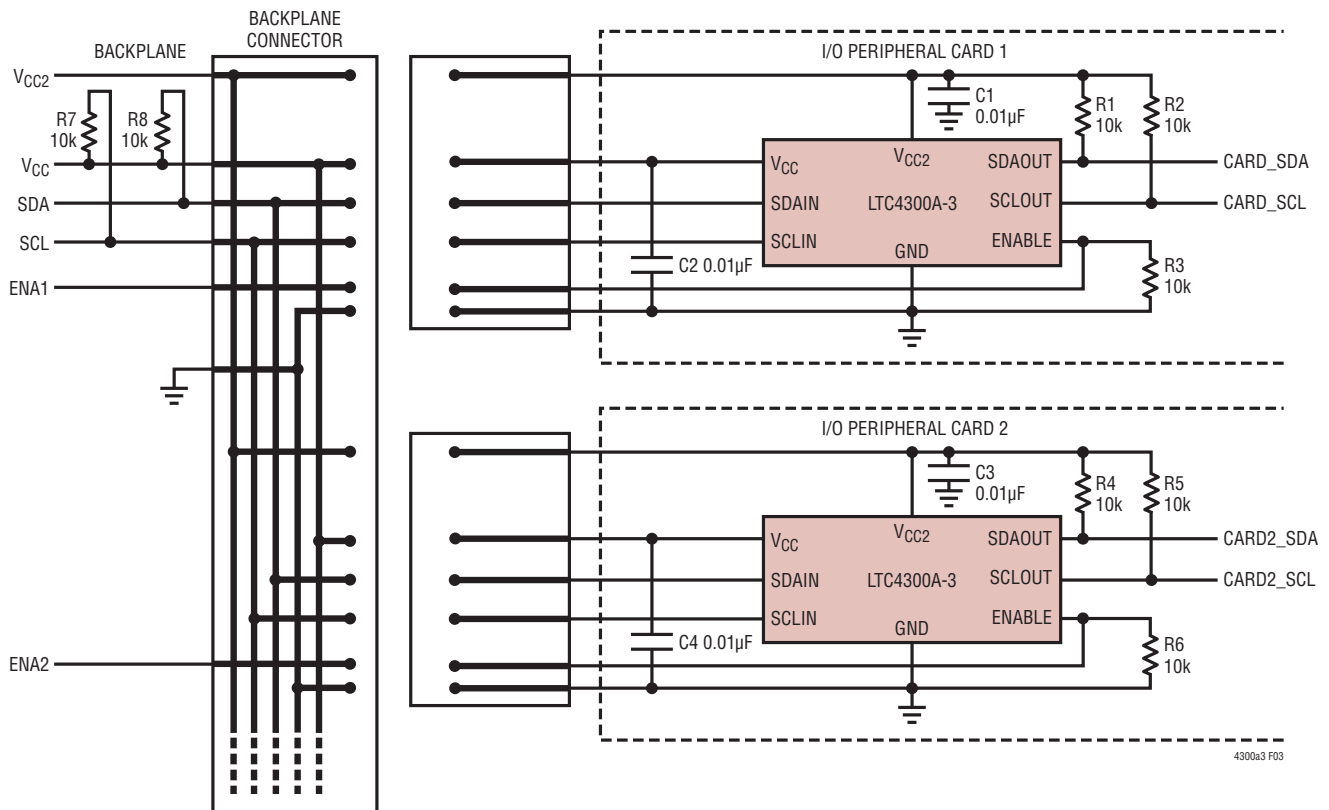 BACKPLANE
CONNECTOR
BACKPLANE
VCC2
R7
10k
R8
10k
VCC
SDA
SCL
ENA1
ENA2
I/O PERIPHERAL CARD 1
C1
0.01µF
R1
10k
R2
10k
VCC
VCC2
SDAOUT
CARD_SDA
SDAIN
LTC4300A-3
SCLOUT
CARD_SCL
SCLIN
GND
ENABLE
C2 0.01µF
R3
10k
I/O PERIPHERAL CARD 2
C3
0.01µF
R4
10k
R5
10k
VCC
VCC2
SDAOUT
CARD2_SDA
SDAIN
LTC4300A-3
SCLOUT
CARD2_SCL
SCLIN
GND
ENABLE
C4 0.01µF
R6
10k
4300a3 F03